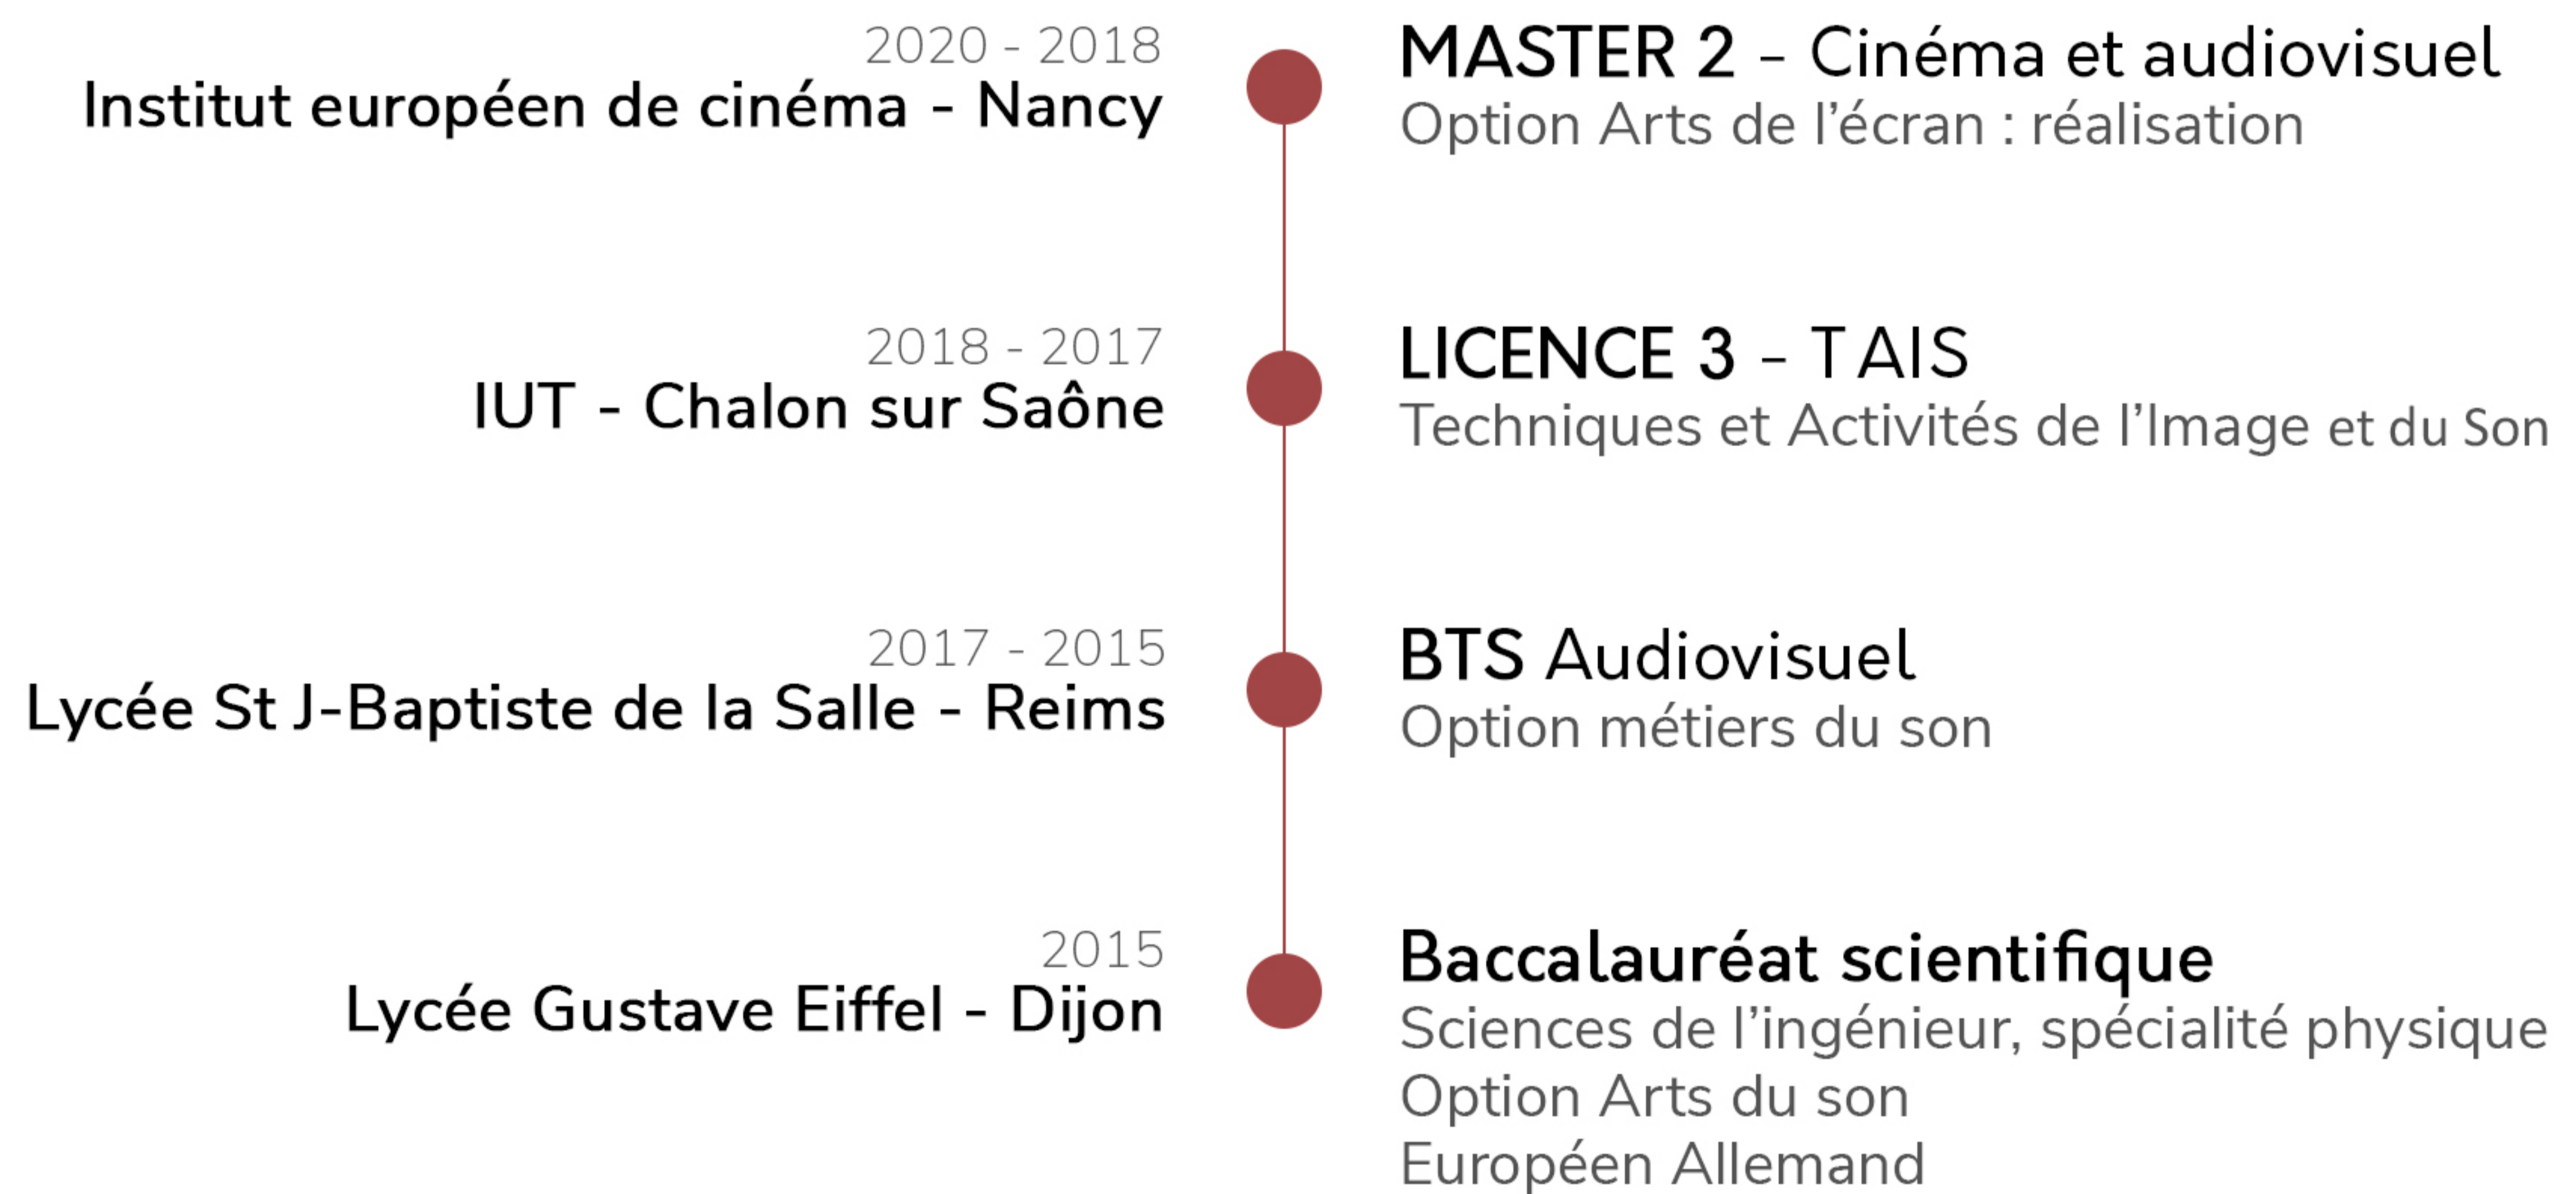 2020 - 2018
Institut européen de cinéma - Nancy
MASTER 2 - Cinéma et audiovisuel
Option Arts de l’écran : réalisation
2018 - 2017
IUT - Chalon sur Saône
LICENCE 3 - TAIS
Techniques et Activités de l’Image et du Son
2017 - 2015
Lycée St J-Baptiste de la Salle - Reims
BTS Audiovisuel
Option métiers du son
2015
Lycée Gustave Eiffel - Dijon
Baccalauréat scientifique
Sciences de l’ingénieur, spécialité physique
Option Arts du son
Européen Allemand